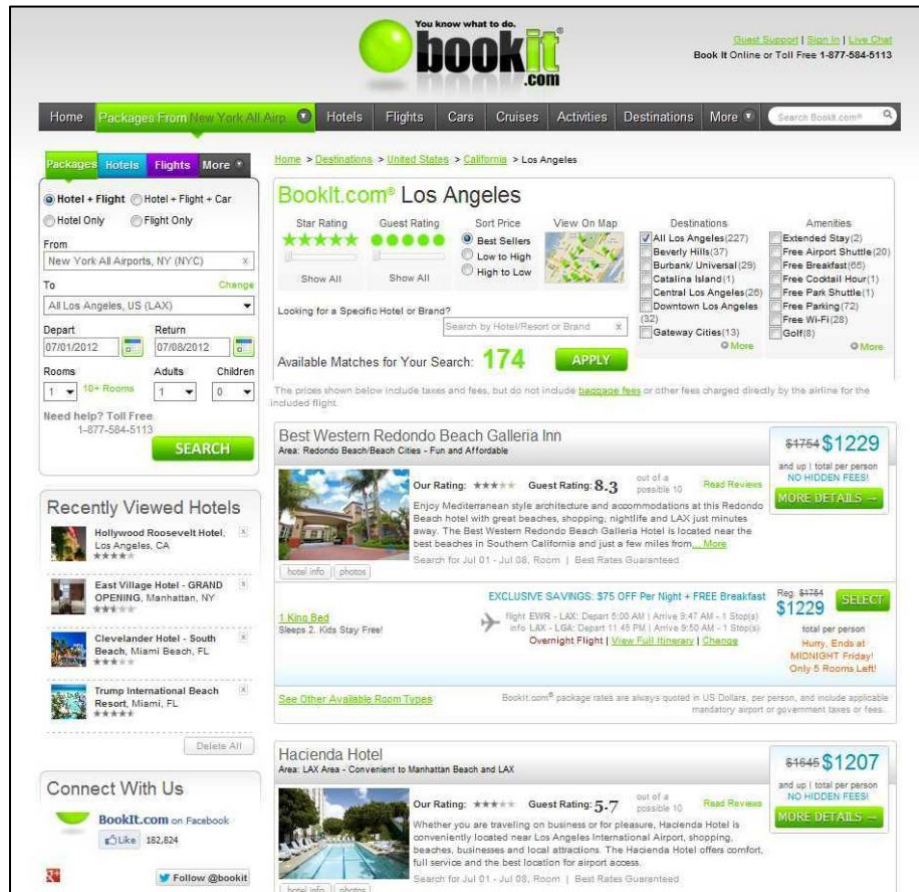 You know what to do.
bookit®
.com
Guest Support | Sign In | Live Chat
Book It Online or Toll Free 1-877-584-5113
Home
Packages From New York All Airp.
Hotels
Flights
Cars
Cruises
Activities
Destinations
More
Search BookIt.com®
Packages
Hotels
Flights
More
Hotel + Flight
Hotel + Flight + Car
Hotel Only
Flight Only
From
New York All Airports, NY (NYC) x
To
Change
All Los Angeles, US (LAX)
Depart
Return
07/01/2012
07/08/2012
Rooms
Adults
Children
1
10+ Rooms
1
0
Need help? Toll Free
1-877-584-5113
SEARCH
Recently Viewed Hotels
Hollywood Roosevelt Hotel, x
Los Angeles, CA
East Village Hotel - GRAND x
OPENING, Manhattan, NY
Clevelander Hotel - South x
Beach, Miami Beach, FL
Trump International Beach x
Resort, Miami, FL
Delete All
Connect With Us
BookIt.com on Facebook
Like 182,824
Follow @bookit
Home > Destinations > United States > California > Los Angeles
BookIt.com® Los Angeles
Star Rating
Show All
Guest Rating
Show All
Sort Price
Best Sellers
Low to High
High to Low
View On Map
Destinations
All Los Angeles(227)
Beverly Hills(37)
Burbank/ Universal(29)
Catalina Island(1)
Central Los Angeles(26)
Downtown Los Angeles
(32)
Gateway Cities(13)
More
Amenities
Extended Stay(2)
Free Airport Shuttle(20)
Free Breakfast(65)
Free Cocktail Hour(1)
Free Park Shuttle(1)
Free Parking(72)
Free Wi-Fi(28)
Golf(8)
More
Looking for a Specific Hotel or Brand?
Search by Hotel/Resort or Brand x
Available Matches for Your Search: 174
APPLY
The prices shown below include taxes and fees, but do not include baggage fees or other fees charged directly by the airline for the
included flight.
Best Western Redondo Beach Galleria Inn
Area: Redondo Beach/Beach Cities - Fun and Affordable
$1754 $1229
and up | total per person
NO HIDDEN FEES!
MORE DETAILS →
Our Rating:
Guest Rating: 8.3
out of a
possible 10
Read Reviews
Enjoy Mediterranean style architecture and accommodations at this Redondo
Beach hotel with great beaches, shopping, nightlife and LAX just minutes
away. The Best Western Redondo Beach Galleria Hotel is located near the
best beaches in Southern California and just a few miles from... More
Search for Jul 01 - Jul 08, Room | Best Rates Guaranteed
hotel info
photos
EXCLUSIVE SAVINGS: $75 OFF Per Night + FREE Breakfast
1 King Bed
Sleeps 2. Kids Stay Free!
flight EWR - LAX: Depart 6:00 AM | Arrive 9:47 AM - 1 Stop(s)
info LAX - LGA: Depart 11:45 PM | Arrive 9:50 AM - 1 Stop(s)
Overnight Flight | View Full Itinerary | Change
Reg. $1754
$1229
SELECT
total per person
Hurry, Ends at
MIDNIGHT Friday!
Only 5 Rooms Left!
See Other Available Room Types
Bookit.com® package rates are always quoted in US Dollars, per person, and include applicable
mandatory airport or government taxes or fees.
Hacienda Hotel
Area: LAX Area - Convenient to Manhattan Beach and LAX
$1645 $1207
and up | total per person
NO HIDDEN FEES!
MORE DETAILS →
Our Rating:
Guest Rating: 5.7
out of a
possible 10
Read Reviews
Whether you are traveling on business or for pleasure, Hacienda Hotel is
conveniently located near Los Angeles International Airport, shopping,
beaches, businesses and local attractions. The Hacienda Hotel offers comfort,
full service and the best location for airport access.
Search for Jul 01 - Jul 08, Room | Best Rates Guaranteed
hotel info
photos